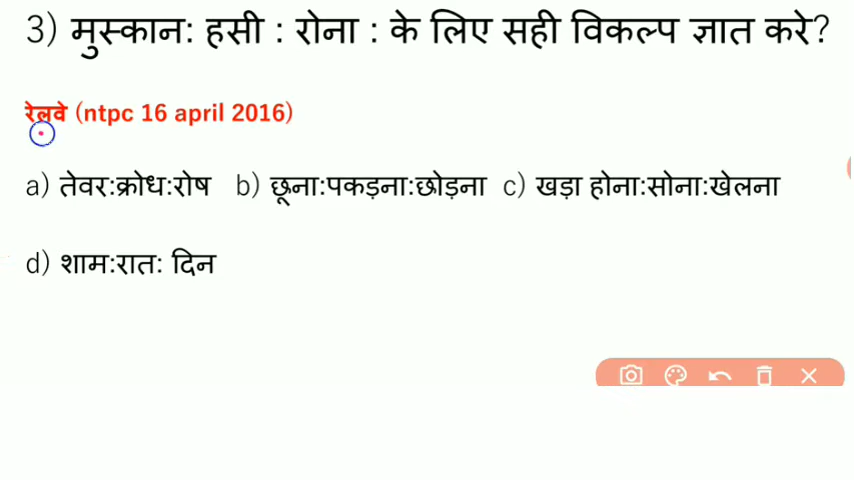 3) मुस्कान: हसी : रोना : के लिए सही विकल्प ज्ञात करे?
रेलवे (ntpc 16 april 2016)
a) तेवर:क्रोध:रोष b) छूना:पकड़ना:छोड़ना c) खड़ा होना:सोना:खेलना
d) शाम:रात: दिन